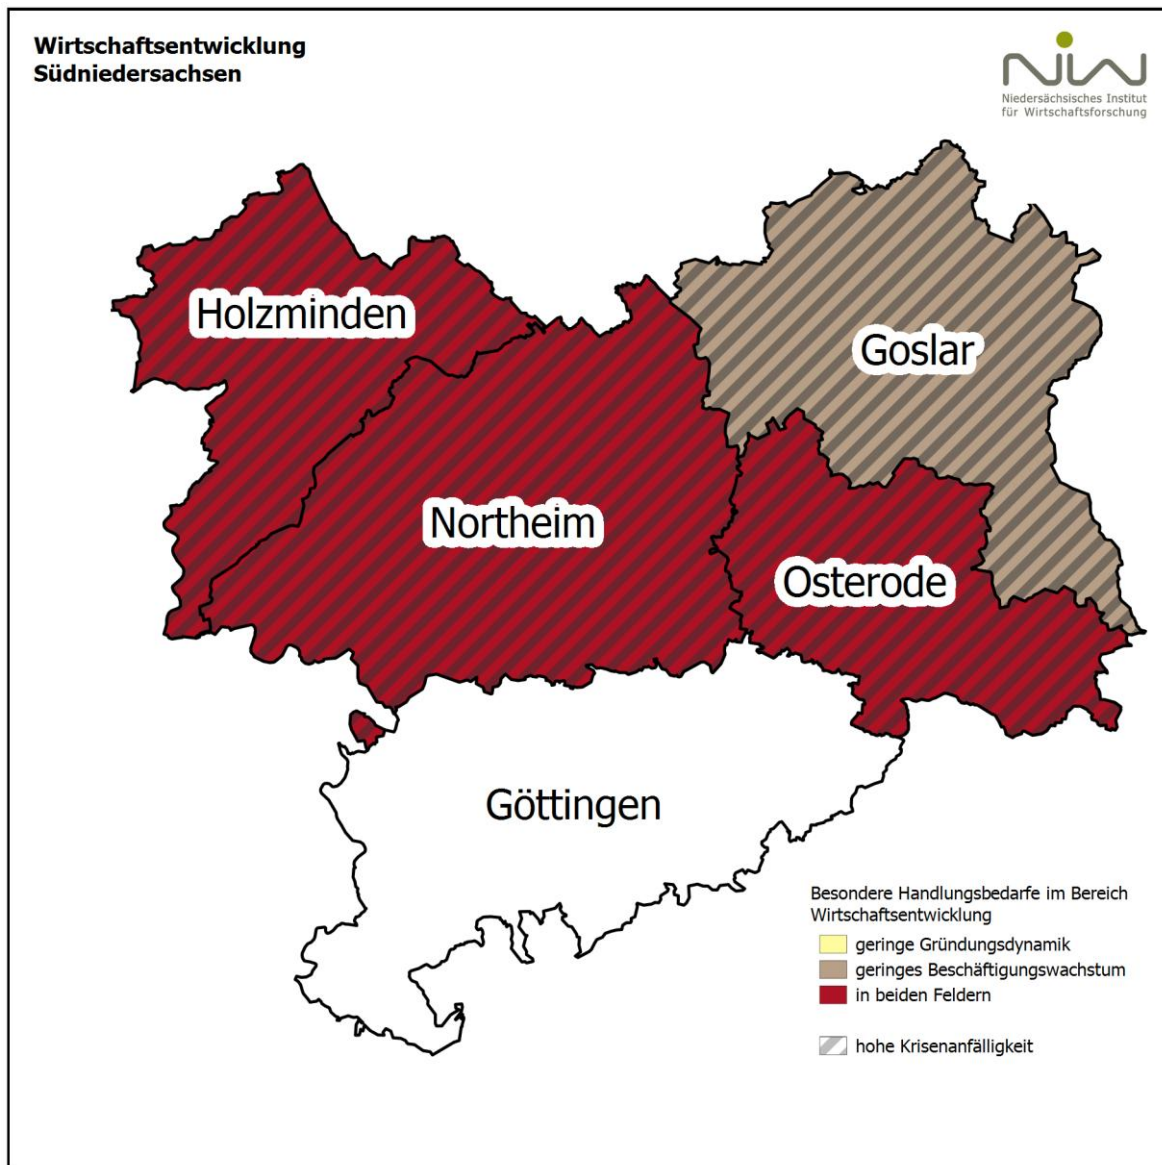 Wirtschaftsentwicklung
Südniedersachsen
NIW
Niedersächsisches Institut
für Wirtschaftsforschung
Holzminden
Goslar
Northeim
Osterode
Göttingen
Besondere Handlungsbedarfe im Bereich
Wirtschaftsentwicklung
geringe Gründungsdynamik
geringes Beschäftigungswachstum
in beiden Feldern
hohe Krisenanfälligkeit